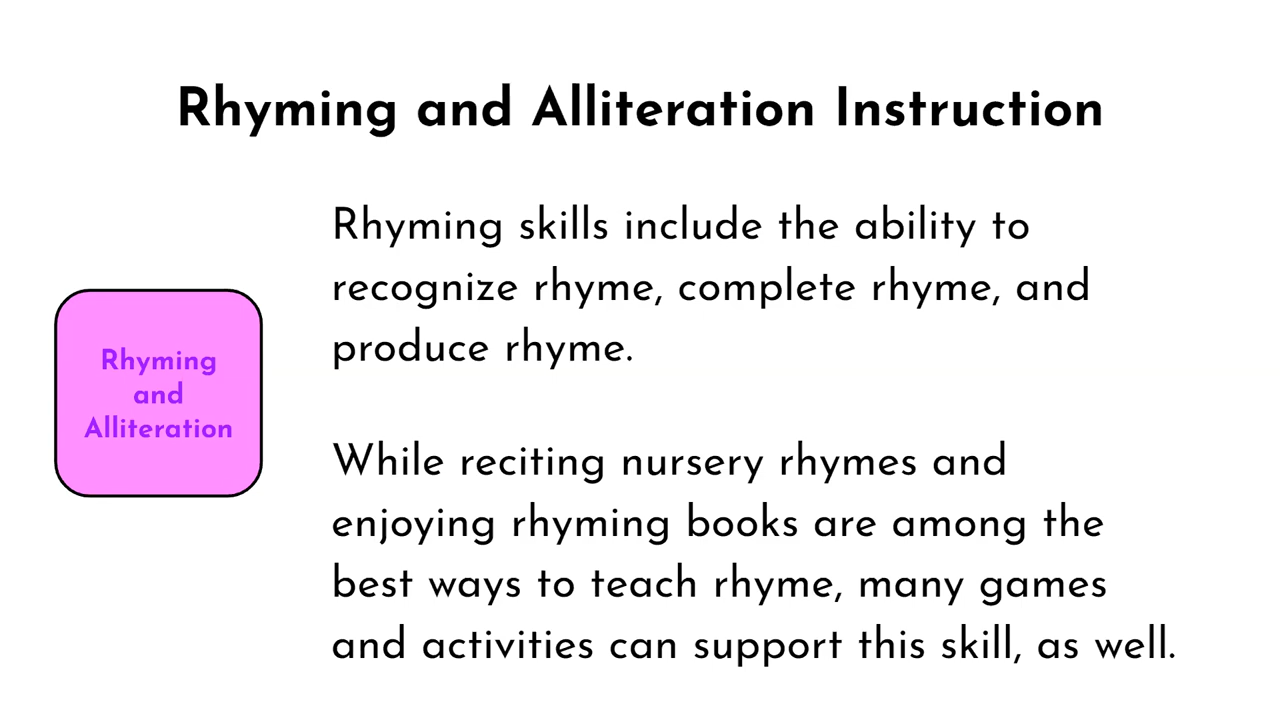 Rhyming and Alliteration Instruction
Rhyming skills include the ability to
recognize rhyme, complete rhyme, and
produce rhyme.
Rhyming
and
Alliteration
While reciting nursery rhymes and
enjoying rhyming books are among the
best ways to teach rhyme, many games
and activities can support this skill, as well.